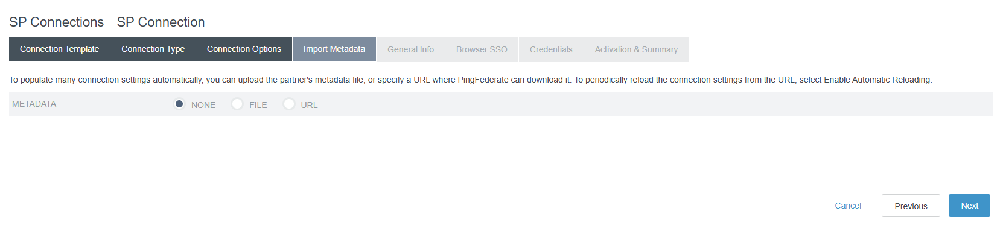 SP Connections | SP Connection
Connection Template Connection Type Connection Options Import Metadata General Info Browser SSO Credentials Activation & Summary
To populate many connection settings automatically, you can upload the partner's metadata file, or specify a URL where PingFederate can download it. To periodically reload the connection settings from the URL, select Enable Automatic Reloading.
METADATA NONE FILE URL
Cancel Previous Next